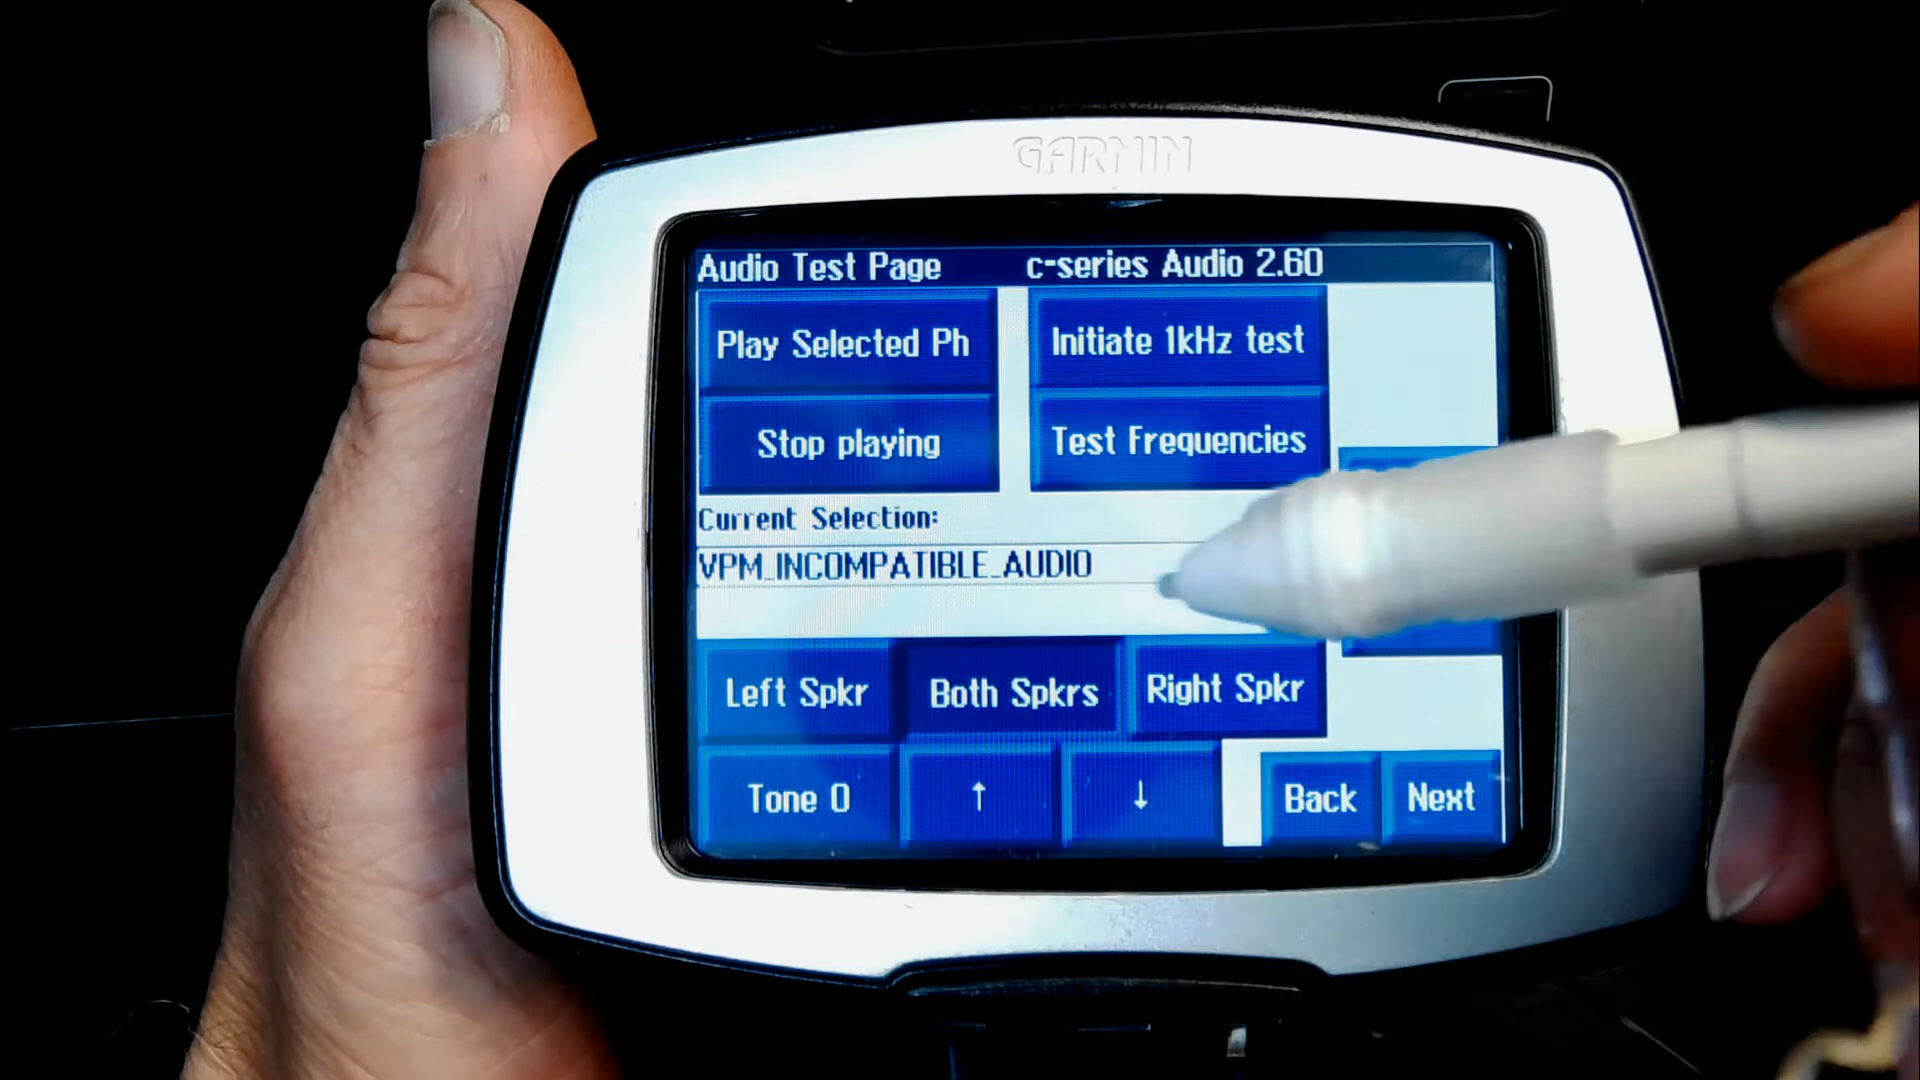 GARMIN
Audio Test Page c-series Audio 2.60
Play Selected Ph Initiate 1kHz test
Stop playing Test Frequencies
Current Selection:
VPM_INCOMPATIBLE_AUDIO
Left Spkr Both Spkrs Right Spkr
Tone 0 ↑ ↓ Back Next